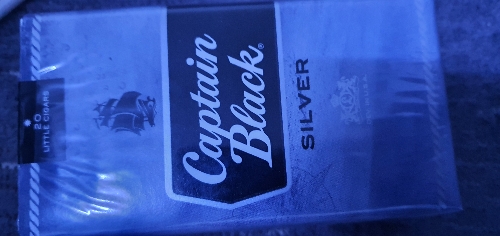 20
LITTLE CIGARS
Captain
Black®
SILVER